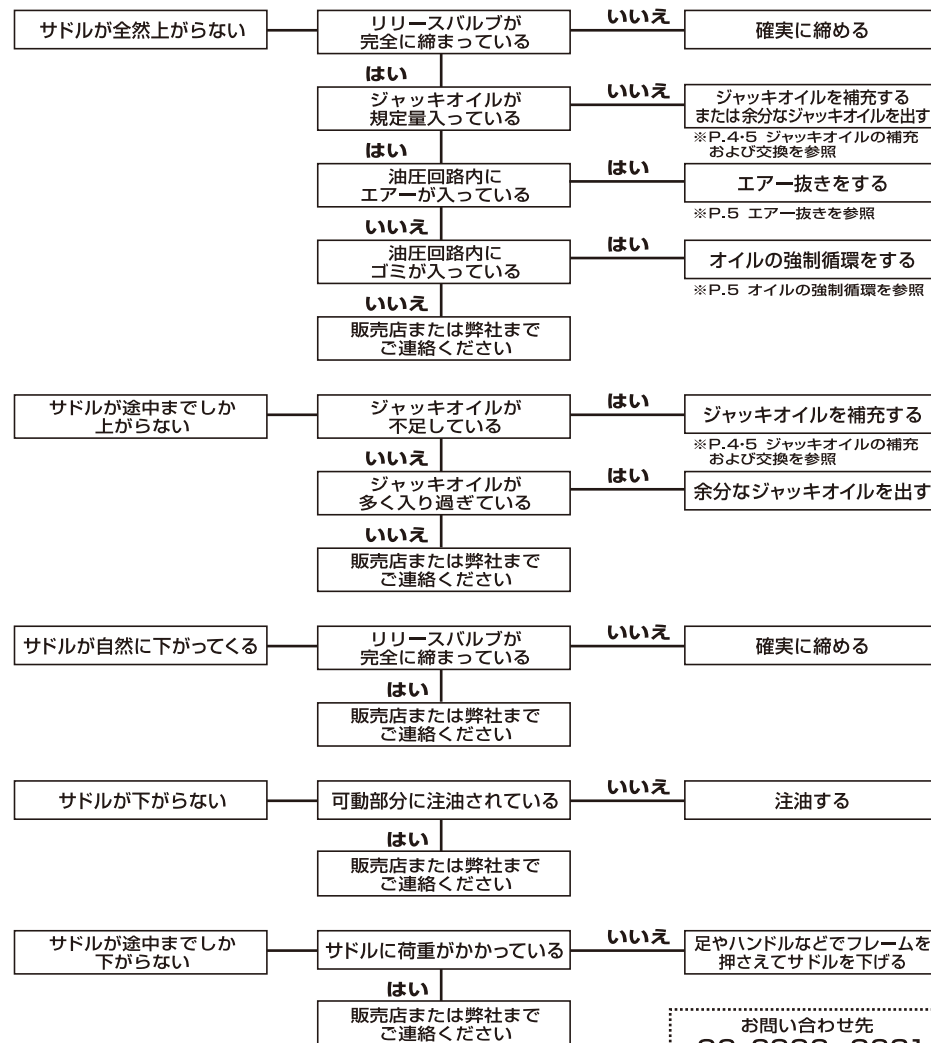 サドルが全然上がらない
リリースバルブが
完全に締まっている
いいえ
確実に締める
はい
ジャッキオイルが
規定量入っている
いいえ
ジャッキオイルを補充する
または余分なジャッキオイルを出す
※P.4・5 ジャッキオイルの補充
および交換を参照
はい
油圧回路内に
エアーが入っている
はい
エアー抜きをする
※P.5 エアー抜きを参照
いいえ
油圧回路内に
ゴミが入っている
はい
オイルの強制循環をする
※P.5 オイルの強制循環を参照
いいえ
販売店または弊社まで
ご連絡ください
サドルが途中までしか
上がらない
ジャッキオイルが
不足している
はい
ジャッキオイルを補充する
※P.4・5 ジャッキオイルの補充
および交換を参照
いいえ
ジャッキオイルが
多く入り過ぎている
はい
余分なジャッキオイルを出す
いいえ
販売店または弊社まで
ご連絡ください
サドルが自然に下がってくる
リリースバルブが
完全に締まっている
いいえ
確実に締める
はい
販売店または弊社まで
ご連絡ください
サドルが下がらない
可動部分に注油されている
いいえ
注油する
はい
販売店または弊社まで
ご連絡ください
サドルが途中までしか
下がらない
サドルに荷重がかかっている
いいえ
足やハンドルなどでフレームを
押さえてサドルを下げる
はい
販売店または弊社まで
ご連絡ください
お問い合わせ先